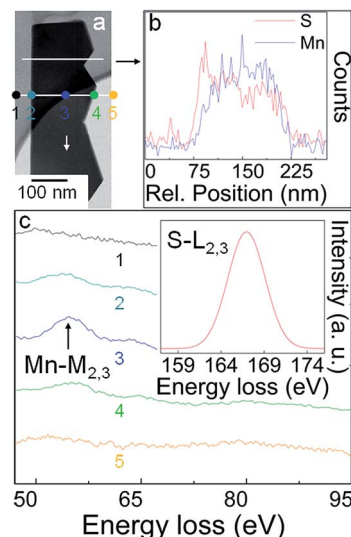 a
1 2 3 4 5
100 nm
b
S
Mn
Counts
0 75 150 225
Rel. Position (nm)
c
1
2
3
Mn-M2,3
4
5
S-L2,3
Intensity (a. u.)
159 164 169 174
Energy loss (eV)
50 65 80 95
Energy loss (eV)